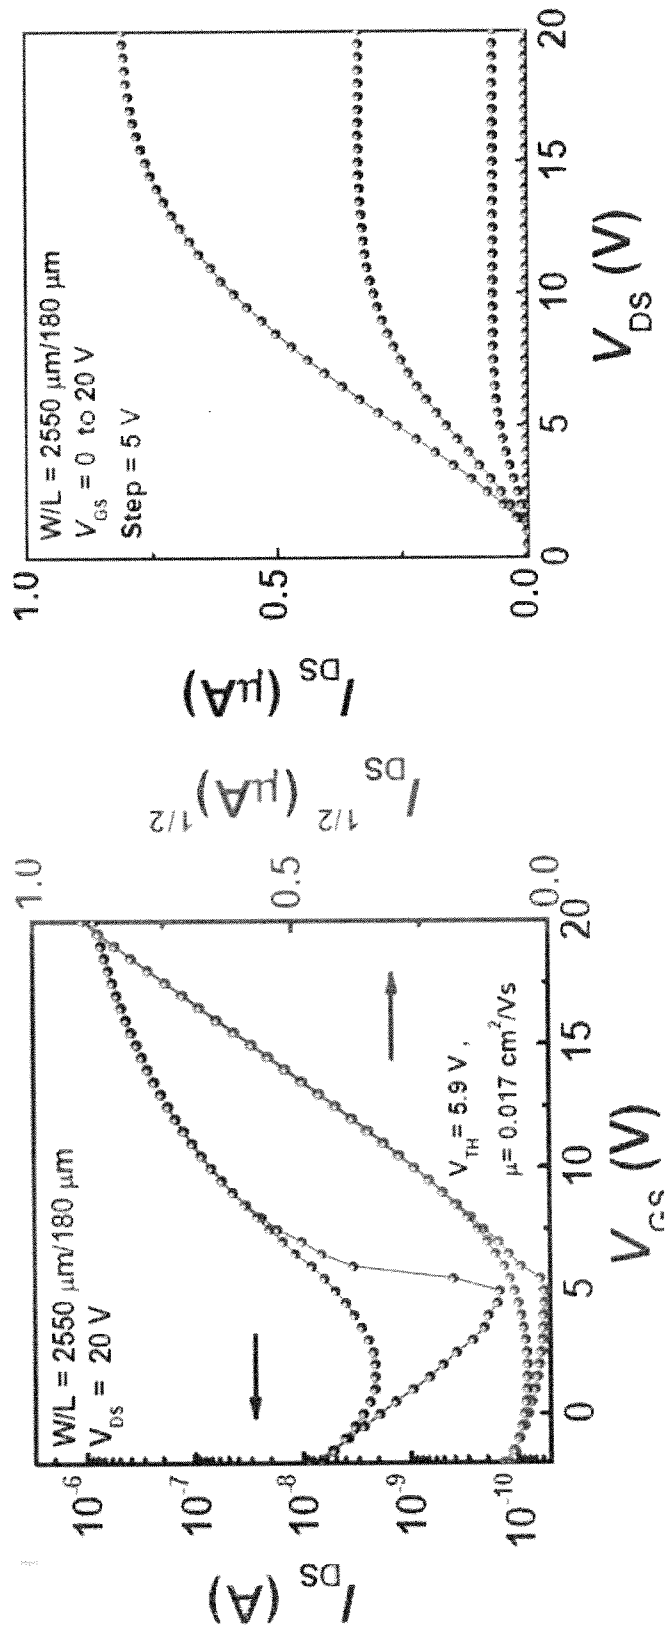 W/L = 2550 μm/180 μm
V_DS = 20 V
V_TH = 5.9 V ,
μ= 0.017 cm²/Vs
10⁻⁶
10⁻⁷
10⁻⁸
10⁻⁹
10⁻¹⁰
I_DS (A)
0 5 10 15 20
V_GS (V)
1.0
0.5
0.0
I_DS^1/2 (μA)^1/2
W/L = 2550 μm/180 μm
V_GS = 0 to 20 V
Step = 5 V
1.0
0.5
0.0
I_DS (μA)
0 5 10 15 20
V_DS (V)